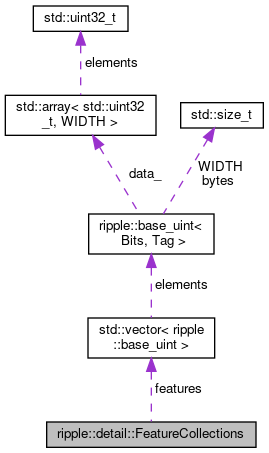 std::uint32_t
elements
std::array< std::uint32
_t, WIDTH >
std::size_t
data_
WIDTH
bytes
ripple::base_uint<
Bits, Tag >
elements
std::vector< ripple
::base_uint >
features
ripple::detail::FeatureCollections